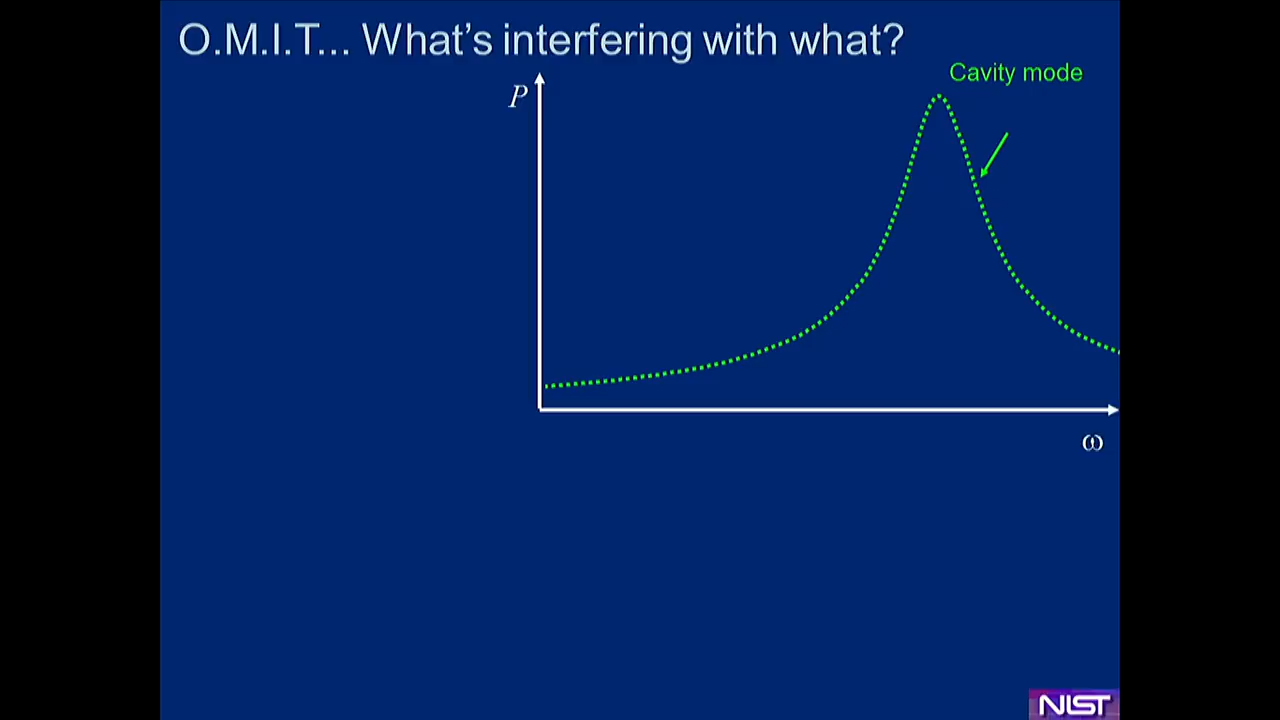 O.M.I.T... What's interfering with what?
Cavity mode
P
ω
NIST